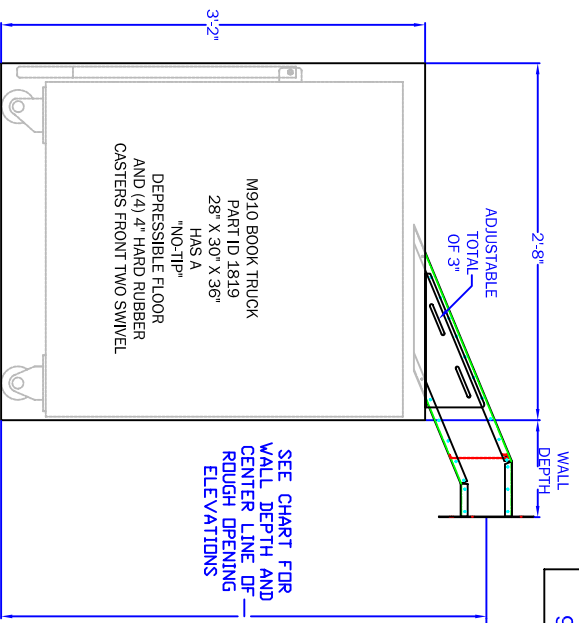 3'-2"
2'-8"
ADJUSTABLE
TOTAL
OF 3"
WALL
DEPTH
M910 BOOK TRUCK
PART ID 1819
28" X 30" X 36"
HAS A
"NO-TIP"
DEPRESSIBLE FLOOR
AND (4) 4" HARD RUBBER
CASTERS FRONT TWO SWIVEL
SEE CHART FOR
WALL DEPTH AND
CENTER LINE OF
ROUGH OPENING
ELEVATIONS